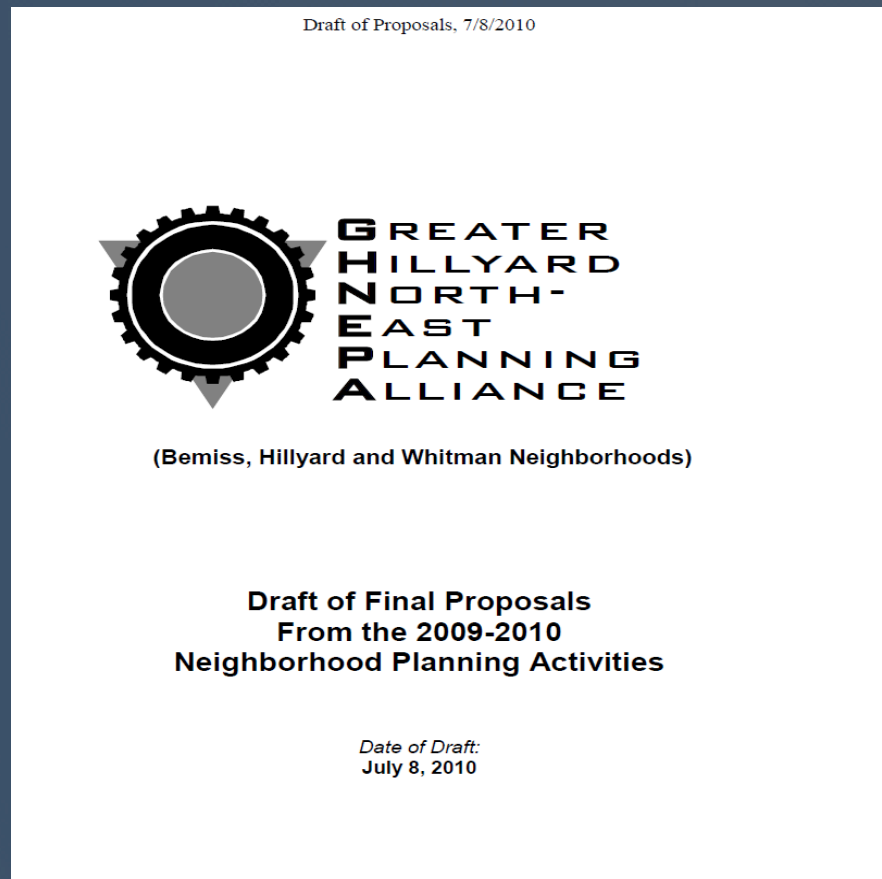 Draft of Proposals, 7/8/2010
GREATER
HILLYARD
NORTH-
EAST
PLANNING
ALLIANCE
(Bemiss, Hillyard and Whitman Neighborhoods)
Draft of Final Proposals
From the 2009-2010
Neighborhood Planning Activities
Date of Draft:
July 8, 2010